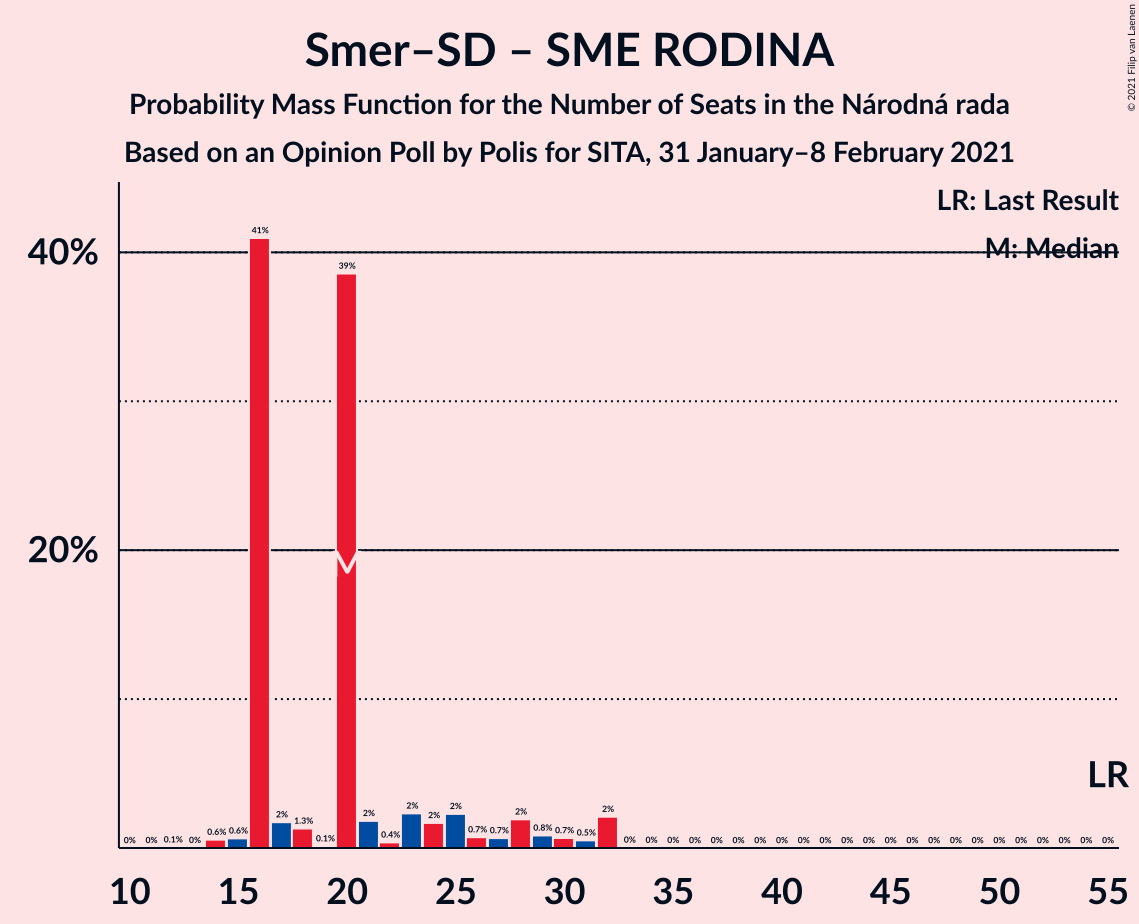 Smer–SD – SME RODINA
Probability Mass Function for the Number of Seats in the Národná rada
Based on an Opinion Poll by Polis for SITA, 31 January–8 February 2021
© 2021 Filip van Laenen
LR: Last Result
M: Median
40%
20%
41%
39%
0% 0% 0.1% 0% 0.6% 0.6% 2% 1.3% 0.1% 2% 0.4% 2% 2% 2% 0.7% 0.7% 2% 0.8% 0.7% 0.5% 2% 0% 0% 0% 0% 0% 0% 0% 0% 0% 0% 0% 0% 0% 0% 0% 0% 0% 0% 0% 0% 0% 0% 0%
LR
10 15 20 25 30 35 40 45 50 55